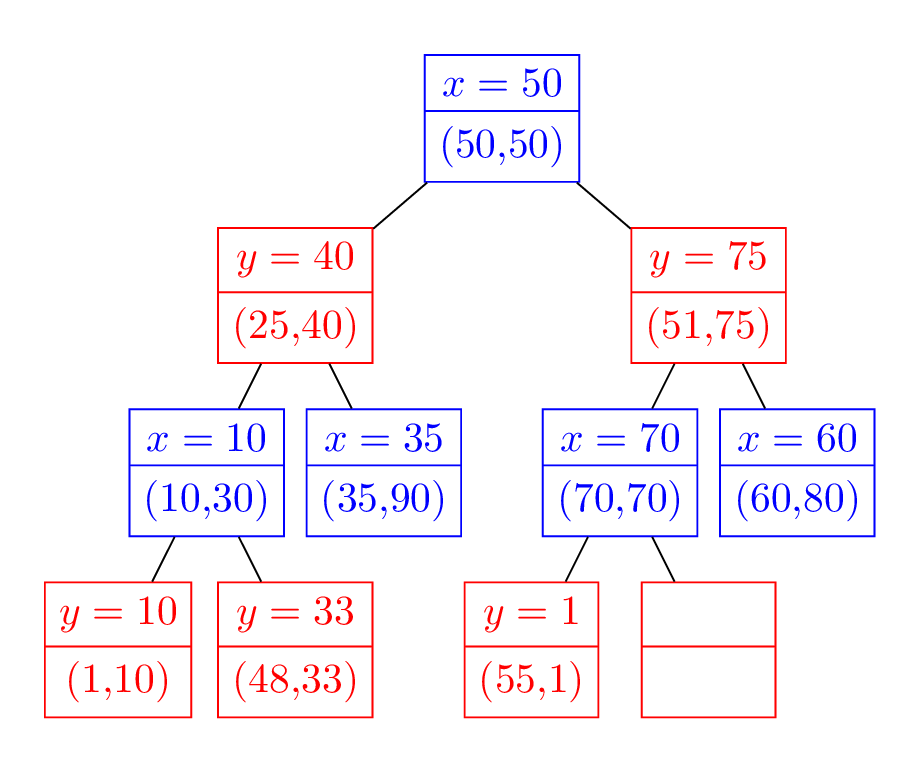 x = 50
(50,50)
y = 40
(25,40)
y = 75
(51,75)
x = 10
(10,30)
x = 35
(35,90)
x = 70
(70,70)
x = 60
(60,80)
y = 10
(1,10)
y = 33
(48,33)
y = 1
(55,1)